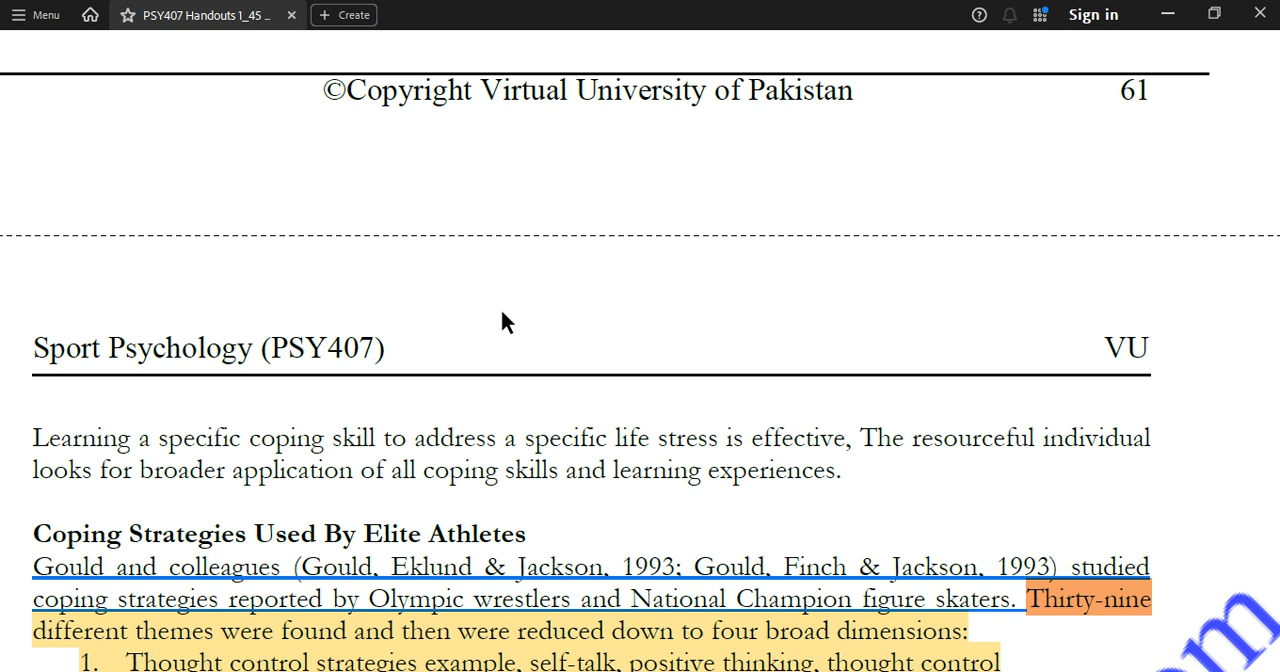 Menu
PSY407 Handouts 1_45 ...
Create
Sign in
©Copyright Virtual University of Pakistan 61
Sport Psychology (PSY407) VU
Learning a specific coping skill to address a specific life stress is effective, The resourceful individual
looks for broader application of all coping skills and learning experiences.
Coping Strategies Used By Elite Athletes
Gould and colleagues (Gould, Eklund & Jackson, 1993; Gould, Finch & Jackson, 1993) studied
coping strategies reported by Olympic wrestlers and National Champion figure skaters. Thirty-nine
different themes were found and then were reduced down to four broad dimensions:
1. Thought control strategies example, self-talk, positive thinking, thought control
om